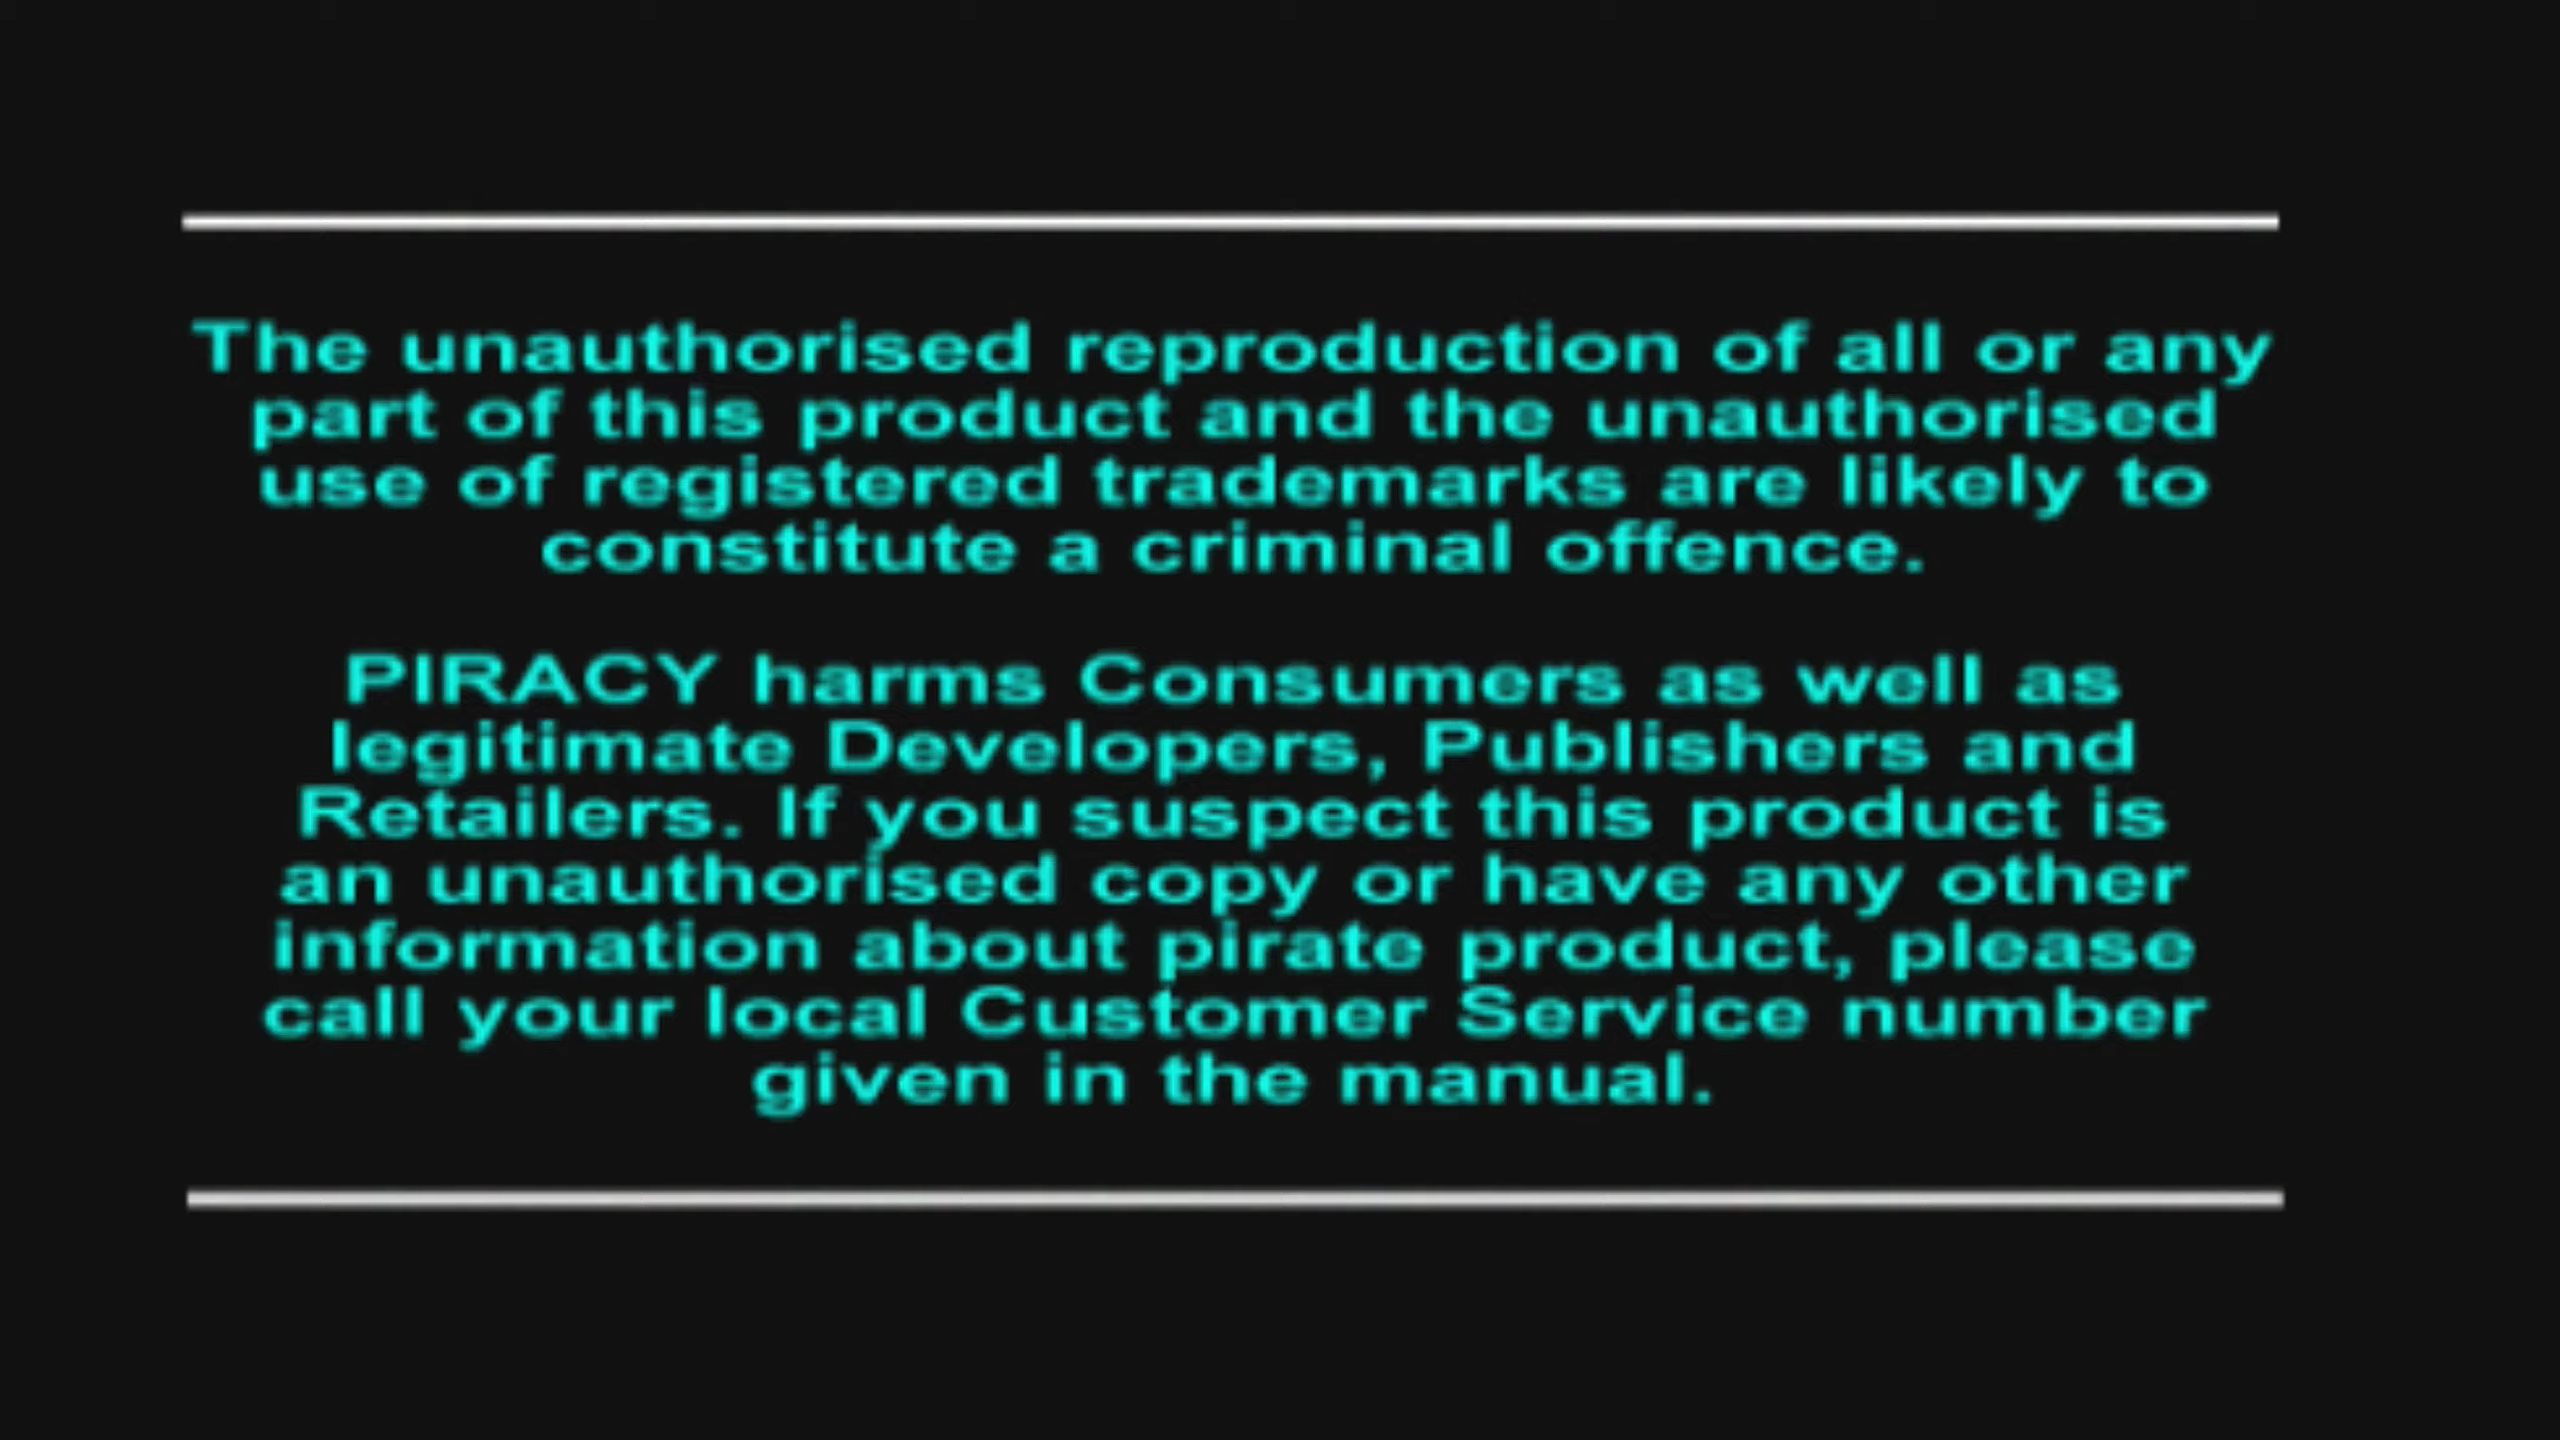 The unauthorised reproduction of all or any
part of this product and the unauthorised
use of registered trademarks are likely to
constitute a criminal offence.
PIRACY harms Consumers as well as
legitimate Developers, Publishers and
Retailers. If you suspect this product is
an unauthorised copy or have any other
information about pirate product, please
call your local Customer Service number
given in the manual.